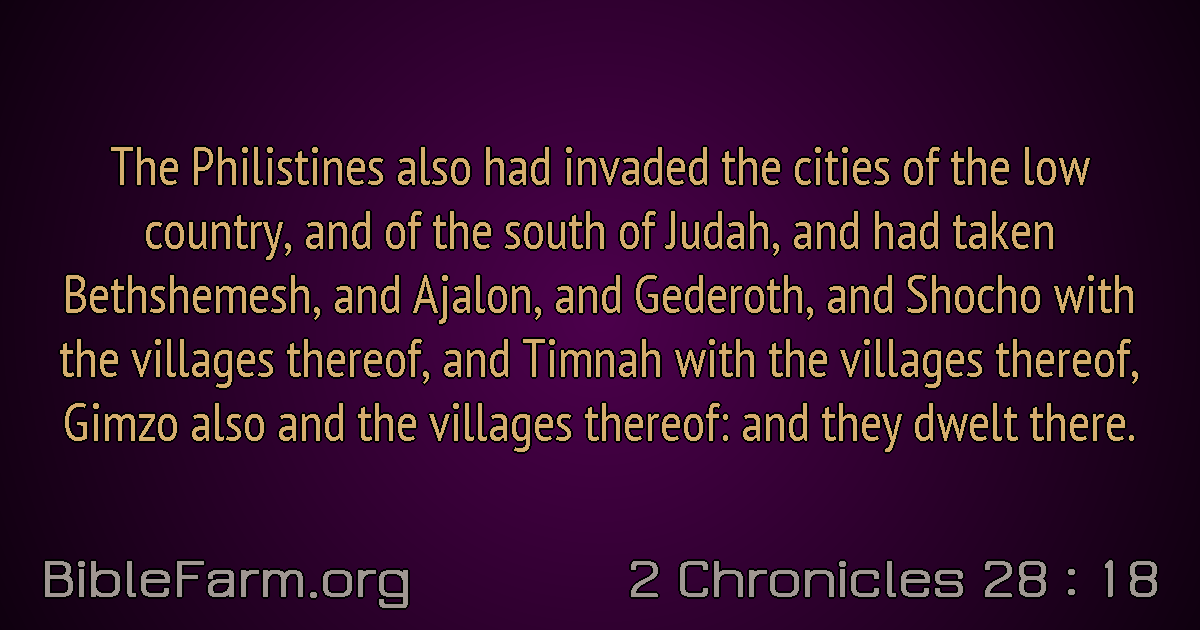 The Philistines also had invaded the cities of the low
country, and of the south of Judah, and had taken
Bethshemesh, and Ajalon, and Gederoth, and Shocho with
the villages thereof, and Timnah with the villages thereof,
Gimzo also and the villages thereof: and they dwelt there.
BibleFarm.org
2 Chronicles 28 : 18